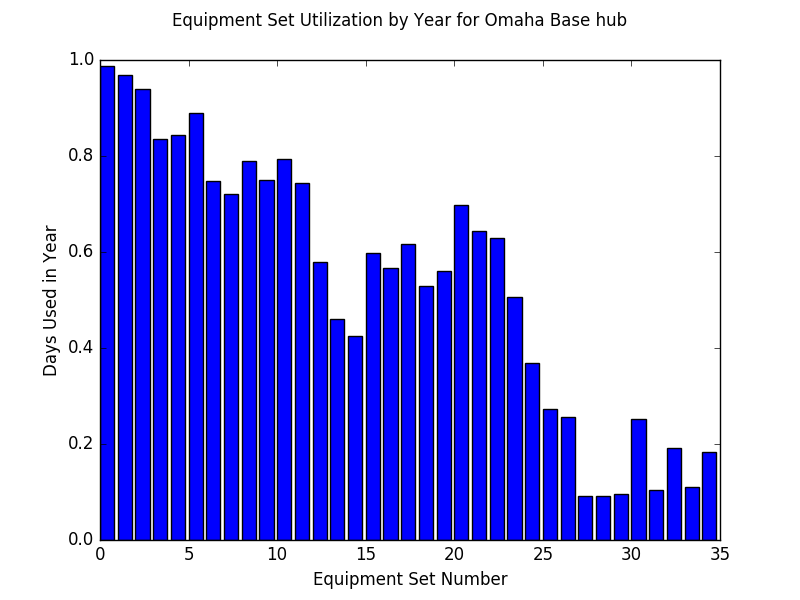 Equipment Set Utilization by Year for Omaha Base hub
1.0
0.8
0.6
0.4
0.2
0.0
Days Used in Year
0 5 10 15 20 25 30 35
Equipment Set Number